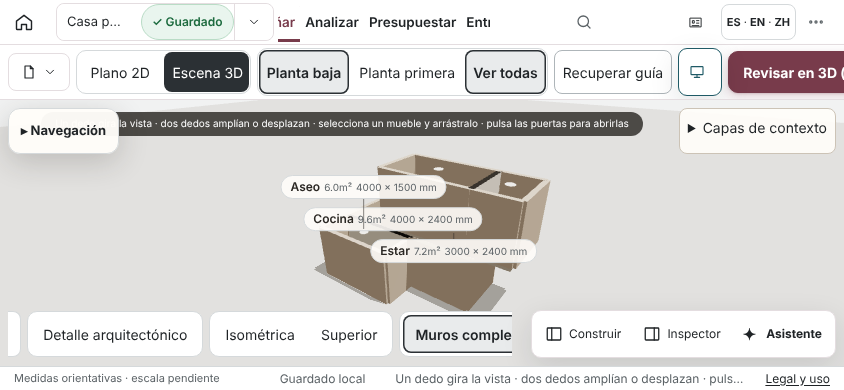 Casa p...
✓ Guardado
ñar
Analizar
Presupuestar
Entr
ES · EN · ZH
Plano 2D
Escena 3D
Planta baja
Planta primera
Ver todas
Recuperar guía
Revisar en 3D (
▸ Navegación
la vista · dos dedos amplían o desplazan · selecciona un mueble y arrástralo · pulsa las puertas para abrirlas
▶ Capas de contexto
Aseo 6.0m² 4000 × 1500 mm
Cocina 9.6m² 4000 × 2400 mm
Estar 7.2m² 3000 × 2400 mm
Detalle arquitectónico
Isométrica
Superior
Muros comple
Construir
Inspector
Asistente
Medidas orientativas · escala pendiente
Guardado local
Un dedo gira la vista · dos dedos amplían o desplazan · puls...
Legal y uso